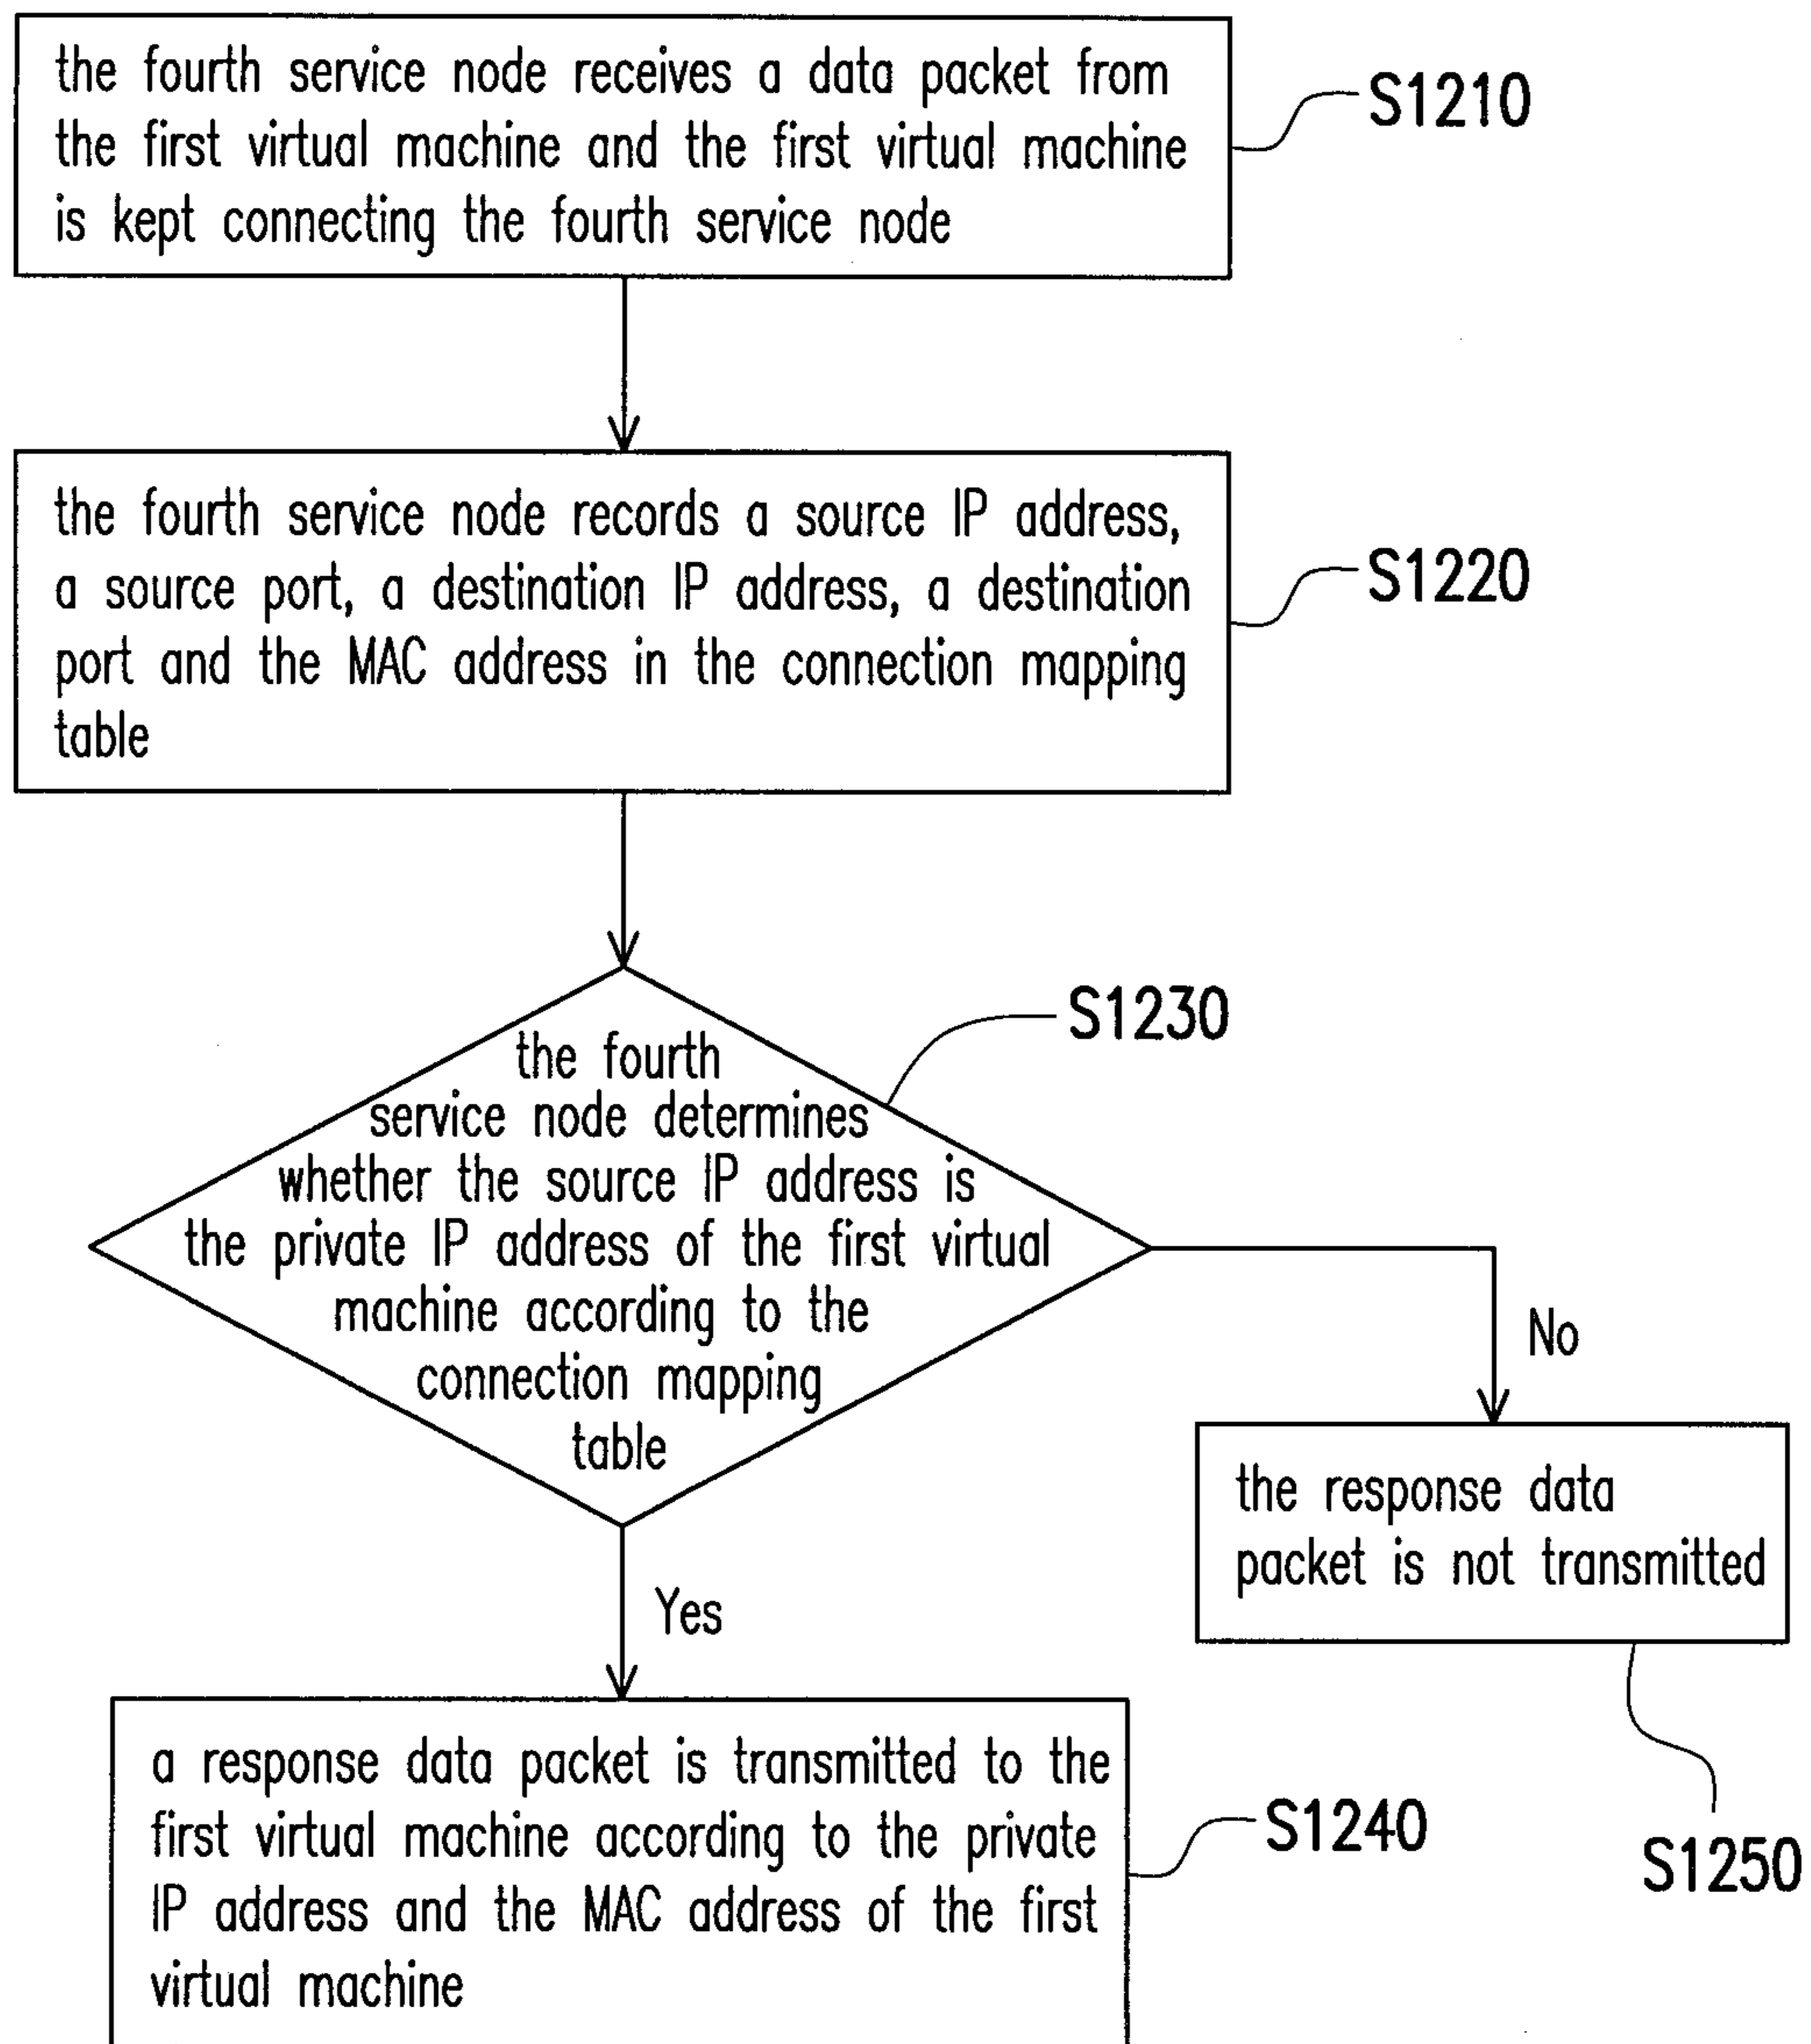 the fourth service node receives a data packet from
the first virtual machine and the first virtual machine
is kept connecting the fourth service node
S1210
the fourth service node records a source IP address,
a source port, a destination IP address, a destination
port and the MAC address in the connection mapping
table
S1220
the fourth
service node determines
whether the source IP address is
the private IP address of the first virtual
machine according to the
connection mapping
table
S1230
No
the response data
packet is not transmitted
S1250
Yes
a response data packet is transmitted to the
first virtual machine according to the private
IP address and the MAC address of the first
virtual machine
S1240